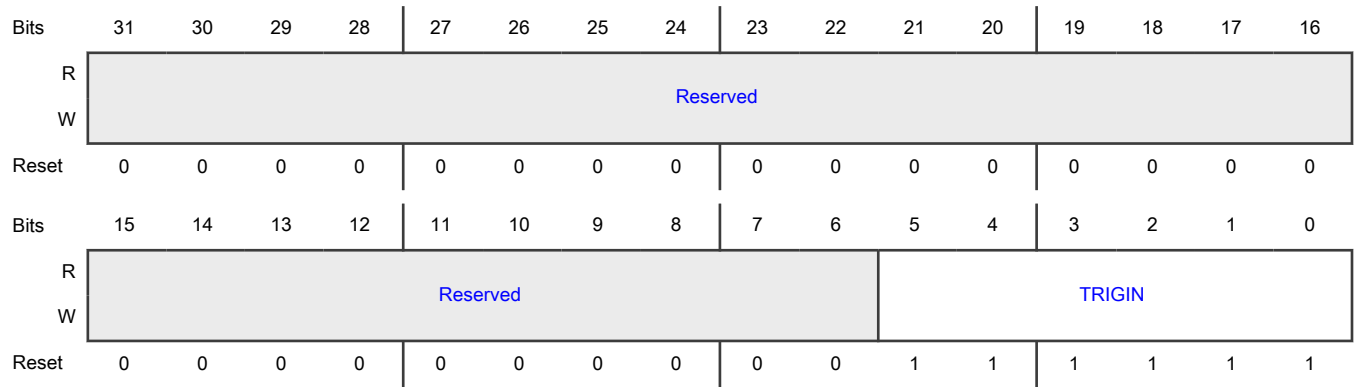 Bits 31 30 29 28 27 26 25 24 23 22 21 20 19 18 17 16
R
Reserved
W
Reset 0 0 0 0 0 0 0 0 0 0 0 0 0 0 0 0
Bits 15 14 13 12 11 10 9 8 7 6 5 4 3 2 1 0
R
Reserved TRIGIN
W
Reset 0 0 0 0 0 0 0 0 0 0 1 1 1 1 1 1